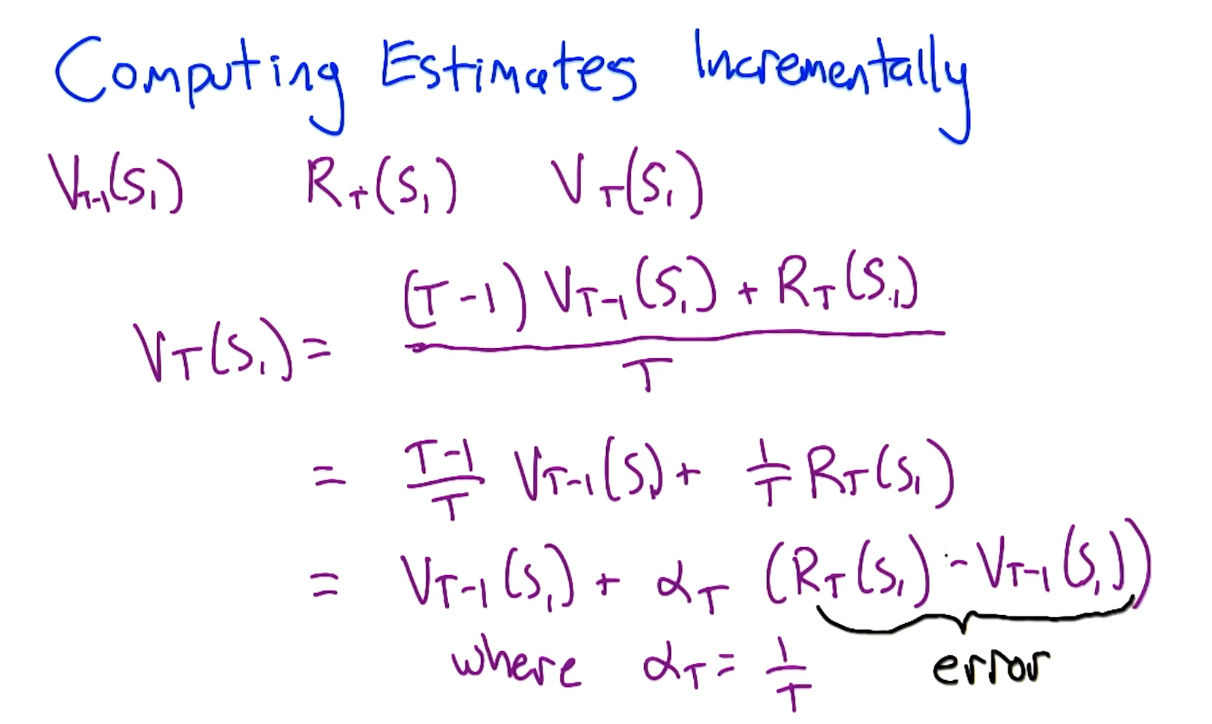 Computing Estimates Incrementally
V_{T-1}(S_1) R_T(S_1) V_T(S_1)
V_T(S_1) = \frac{(T-1) V_{T-1}(S_1) + R_T(S_1)}{T}
= \frac{T-1}{T} V_{T-1}(S_1) + \frac{1}{T} R_T(S_1)
= V_{T-1}(S_1) + α_T (R_T(S_1) - V_{T-1}(S_1))
where α_T = \frac{1}{T} error